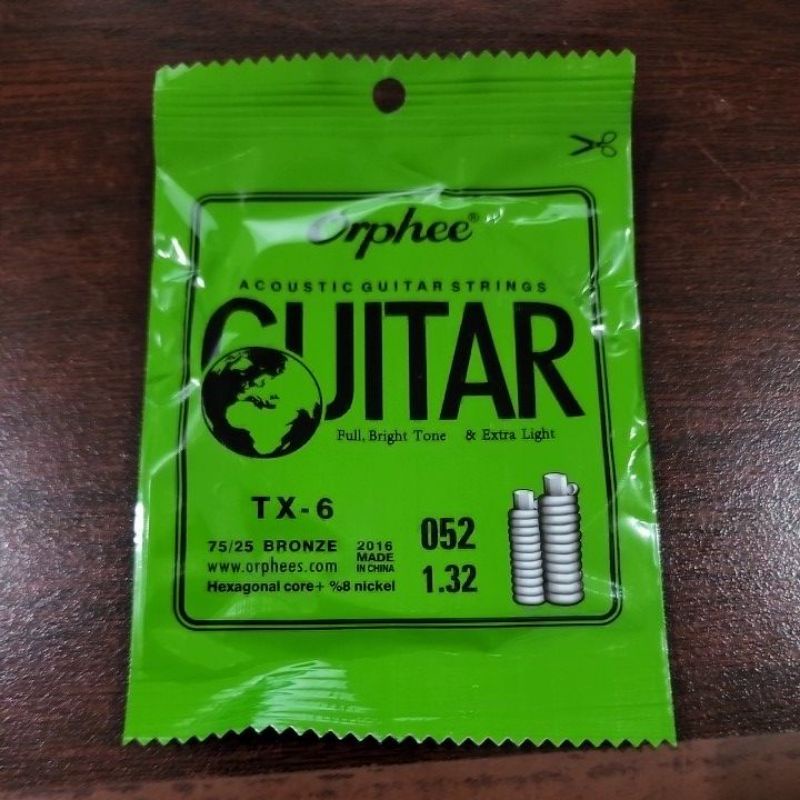 Orphee®
ACOUSTIC GUITAR STRINGS
GUITAR
Full, Bright Tone & Extra Light
TX-6
75/25 BRONZE
2016
MADE
IN CHINA
www.orphees.com
Hexagonal core+ %8 nickel
052
1.32